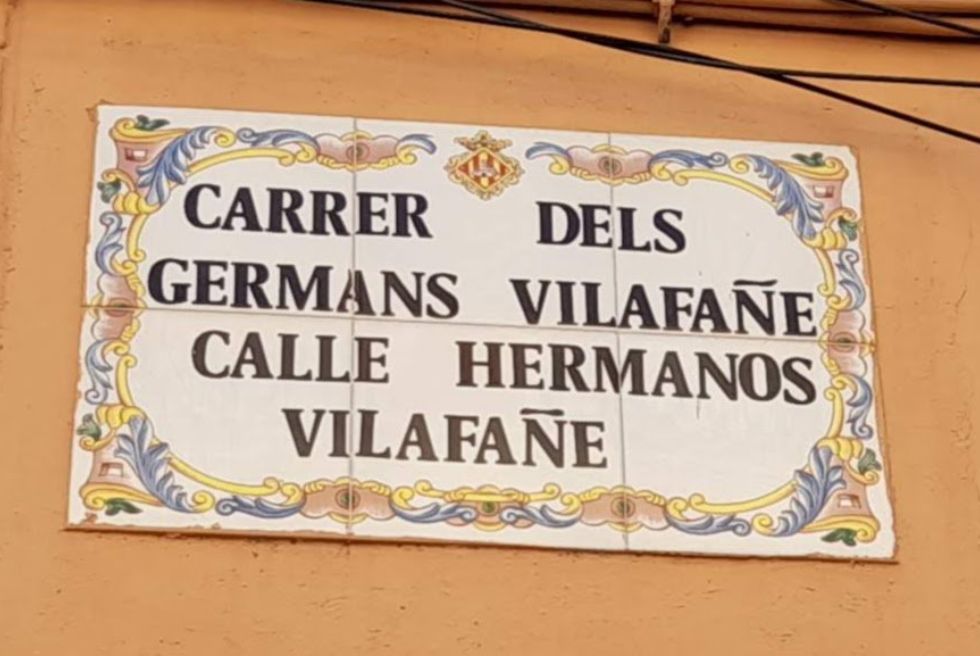 CARRER DELS
GERMANS VILAFAÑE
CALLE HERMANOS
VILAFAÑE